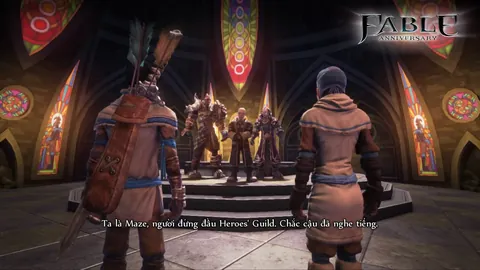 FABLE
ANNIVERSARY
Ta là Maze, người đứng đầu Heroes' Guild. Chắc cậu đã nghe tiếng.